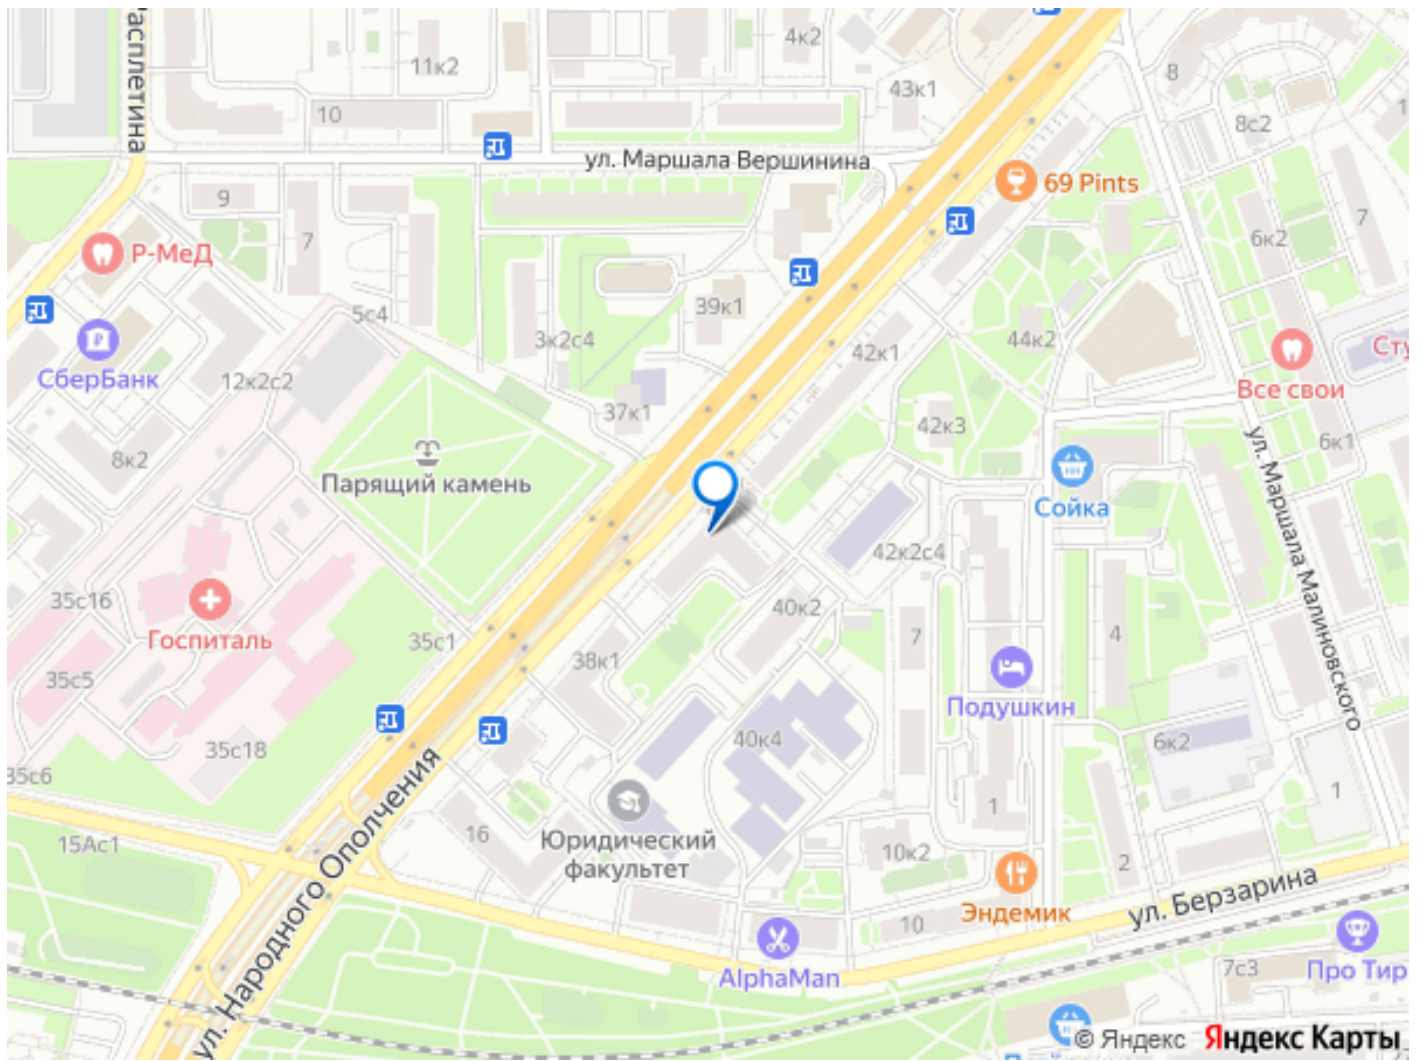 4к2
11к2
43к1
8
10
8с2
ул. Маршала Вершинина
69 Pints
9
7
7
6к2
Р-МеД
39к1
5с4
3к2с4
42к1
44к2
СберБанк
12к2с2
Все свои
37к1
42к3
6к1
8к2
Парящий камень
Сойка
ул. Маршала Малиновского
42к2с4
35с16
40к2
Госпиталь
35с1
7
4
38к1
35с5
Подушкин
35с18
40к4
6к2
35с6
1
1
15Ас1
16
Юридический
факультет
10к2
2
ул. Народного Ополчения
Эндемик
10
ул. Берзарина
AlphaMan
7с3
Про Тир
© Яндекс Яндекс Карты